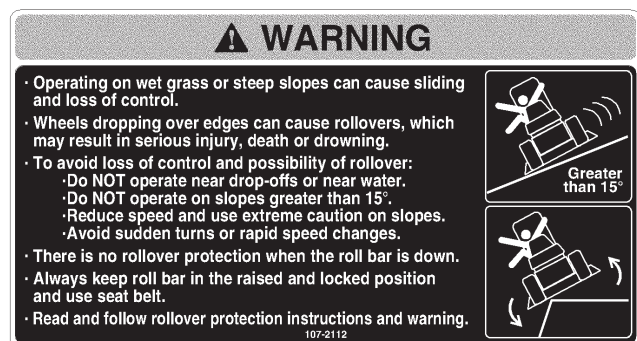 WARNING
· Operating on wet grass or steep slopes can cause sliding
and loss of control.
· Wheels dropping over edges can cause rollovers, which
may result in serious injury, death or drowning.
· To avoid loss of control and possibility of rollover:
·Do NOT operate near drop-offs or near water.
·Do NOT operate on slopes greater than 15°.
·Reduce speed and use extreme caution on slopes.
·Avoid sudden turns or rapid speed changes.
· There is no rollover protection when the roll bar is down.
· Always keep roll bar in the raised and locked position
and use seat belt.
· Read and follow rollover protection instructions and warning.
107-2112
Greater
than 15°